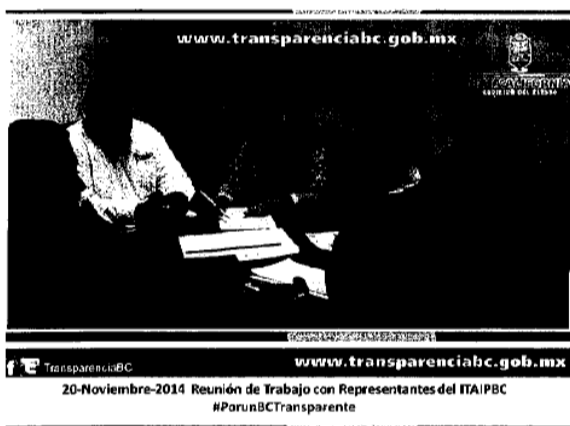 www.transparenciabc.gob.mx
CALIFORNIA
TransparenciaBC
www.transparenciabc.gob.mx
20-Noviembre-2014 Reunión de Trabajo con Representantes del ITAIPBC
#PorunBCTransparente